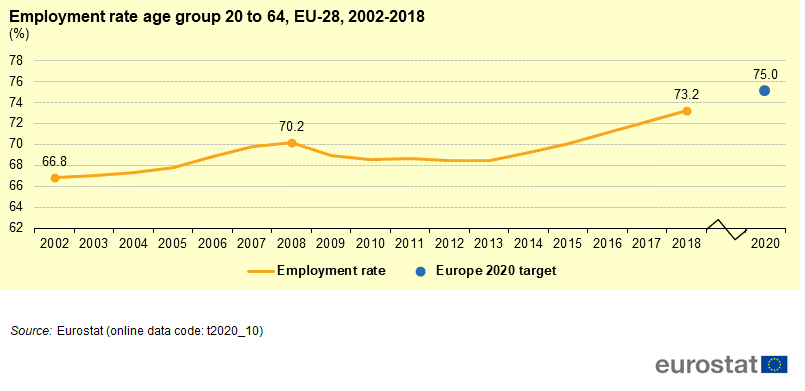 Employment rate age group 20 to 64, EU-28, 2002-2018
(%)
78
76
74
72
70
68
66
64
62
66.8
70.2
73.2
75.0
2002 2003 2004 2005 2006 2007 2008 2009 2010 2011 2012 2013 2014 2015 2016 2017 2018 2020
Employment rate Europe 2020 target
Source: Eurostat (online data code: t2020_10)
eurostat